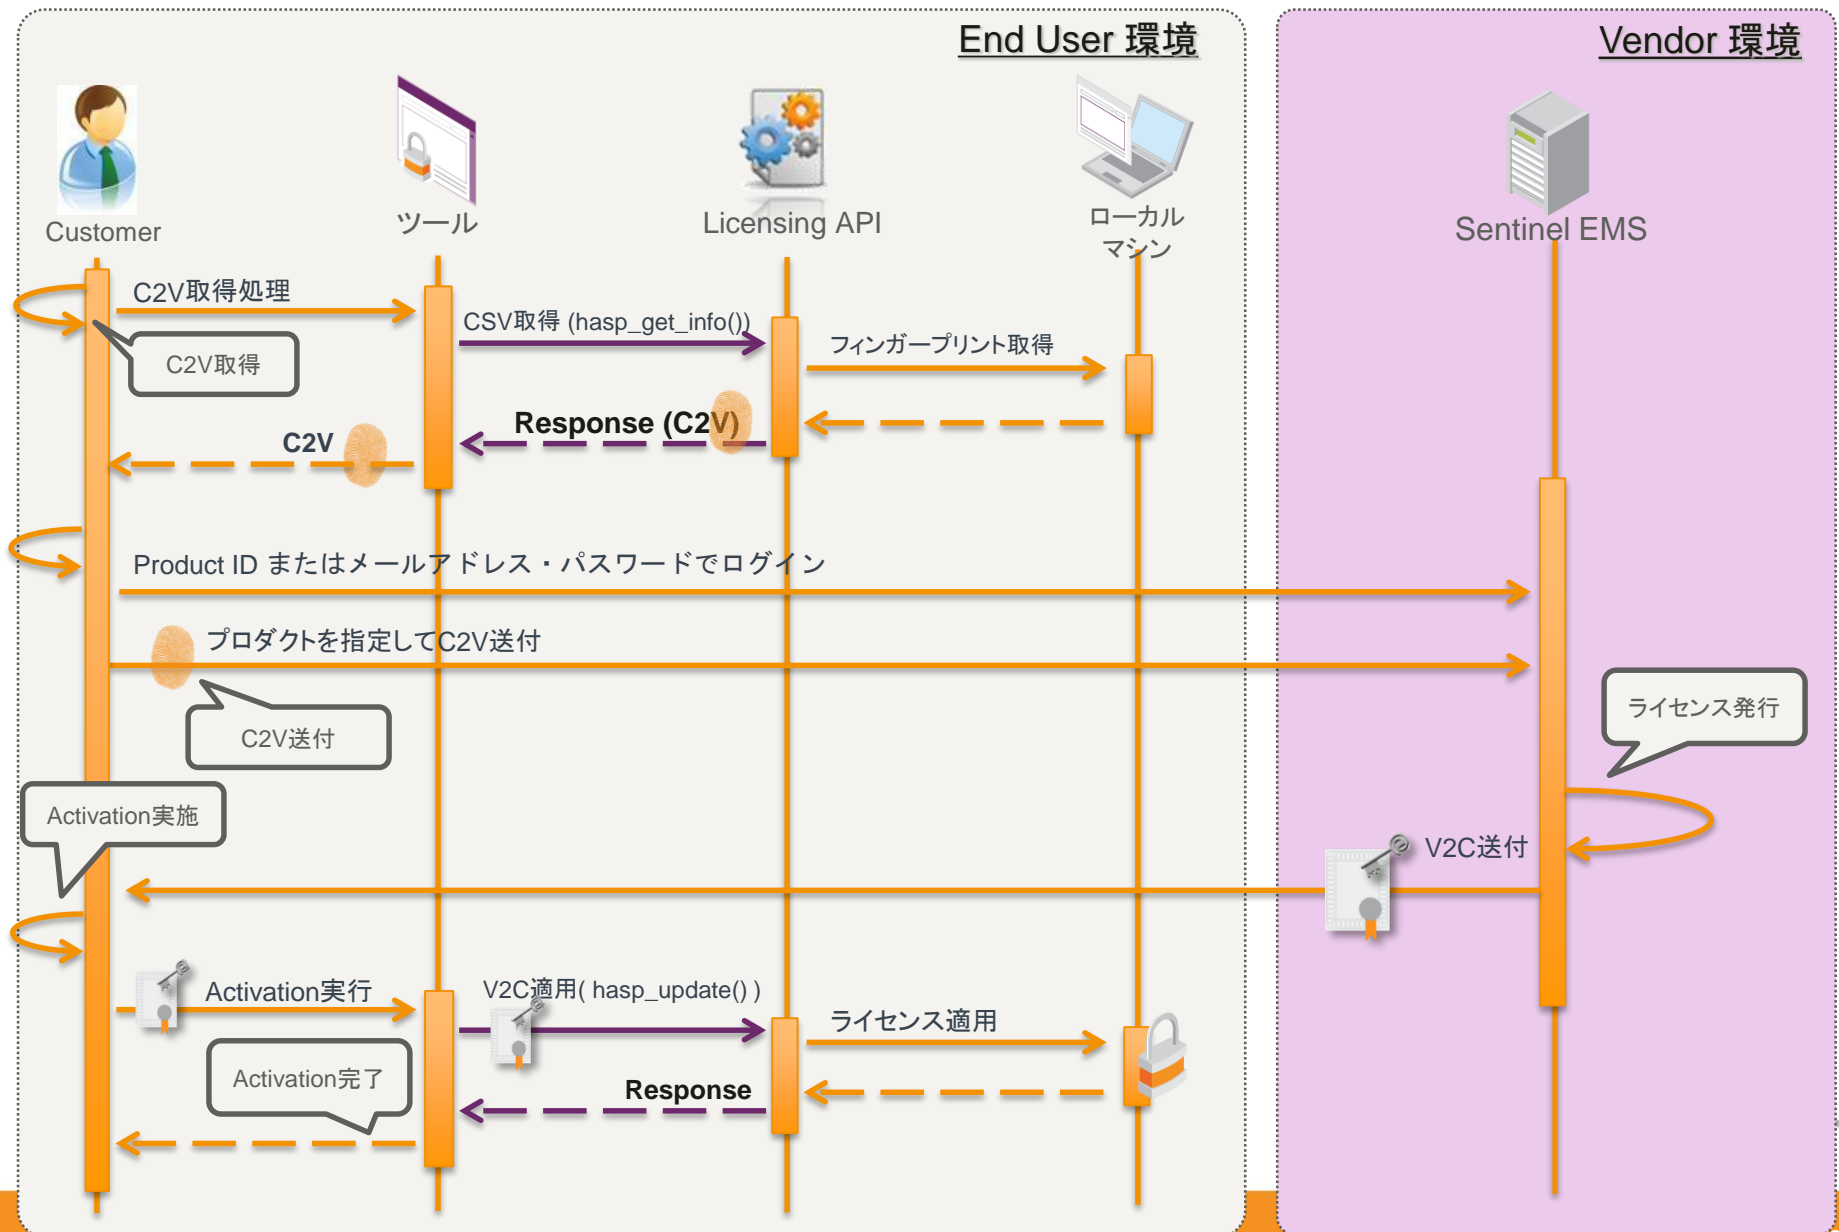 End User 環境
Vendor 環境
Customer
ツール
Licensing API
ローカル
マシン
Sentinel EMS
C2V取得処理
CSV取得 (hasp_get_info())
フィンガープリント取得
C2V取得
Response (C2V)
C2V
Product ID またはメールアドレス・パスワードでログイン
プロダクトを指定してC2V送付
C2V送付
ライセンス発行
Activation実施
V2C送付
Activation実行
V2C適用( hasp_update() )
ライセンス適用
Activation完了
Response